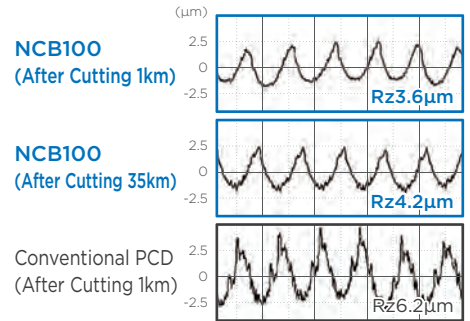 (μm)
NCB100
(After Cutting 1km)
2.5
0
-2.5
Rz3.6μm
NCB100
(After Cutting 35km)
2.5
0
-2.5
Rz4.2μm
Conventional PCD
(After Cutting 1km)
2.5
0
-2.5
Rz6.2μm